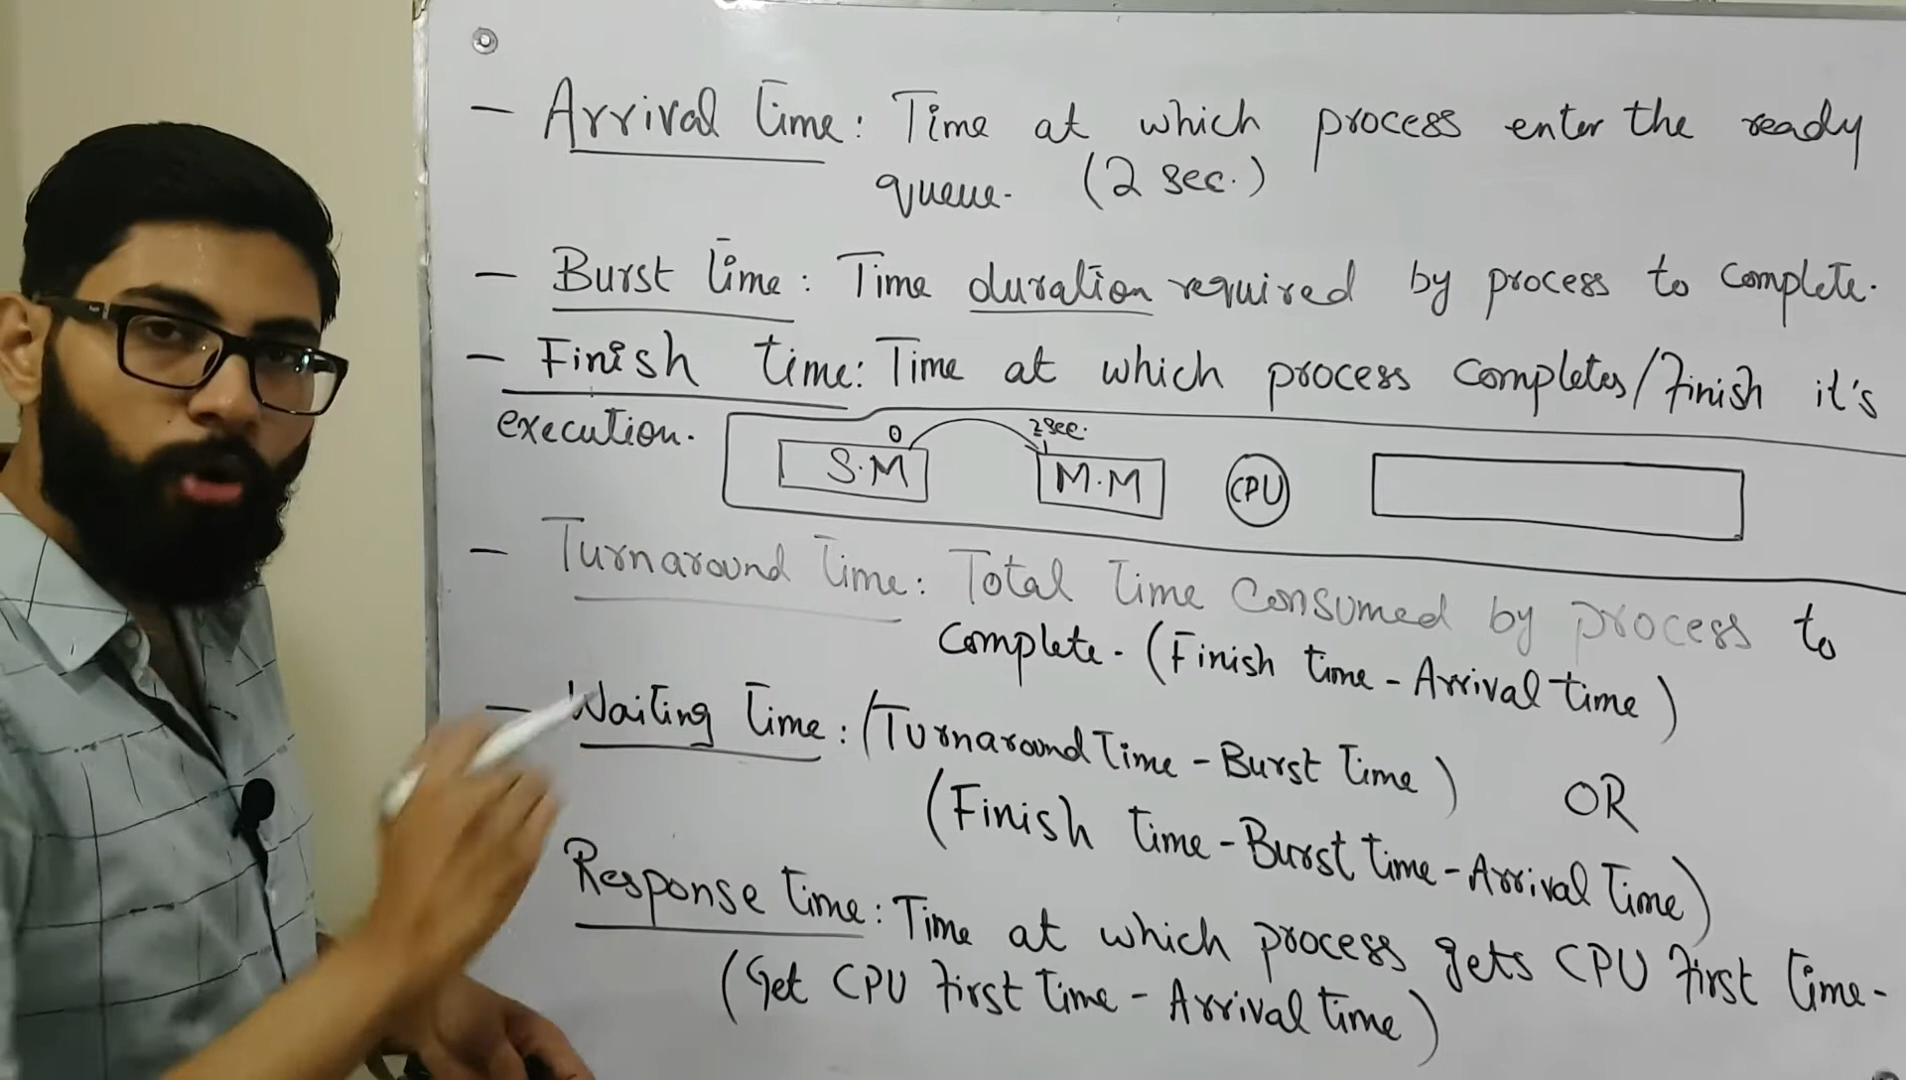 - Arrival time: Time at which process enter the ready
queue. (2 sec.)
- Burst time: Time duration required by process to complete.
- Finish time: Time at which process completes/finish it's
execution.
0 2sec.
S.M M.M CPU
- Turnaround time: Total time consumed by process to
complete. (Finish time - Arrival time)
- Waiting time: (Turnaround Time - Burst time) OR
(Finish time - Burst time - Arrival time)
Response time: Time at which process gets CPU first time-
(Get CPU first time - Arrival time)